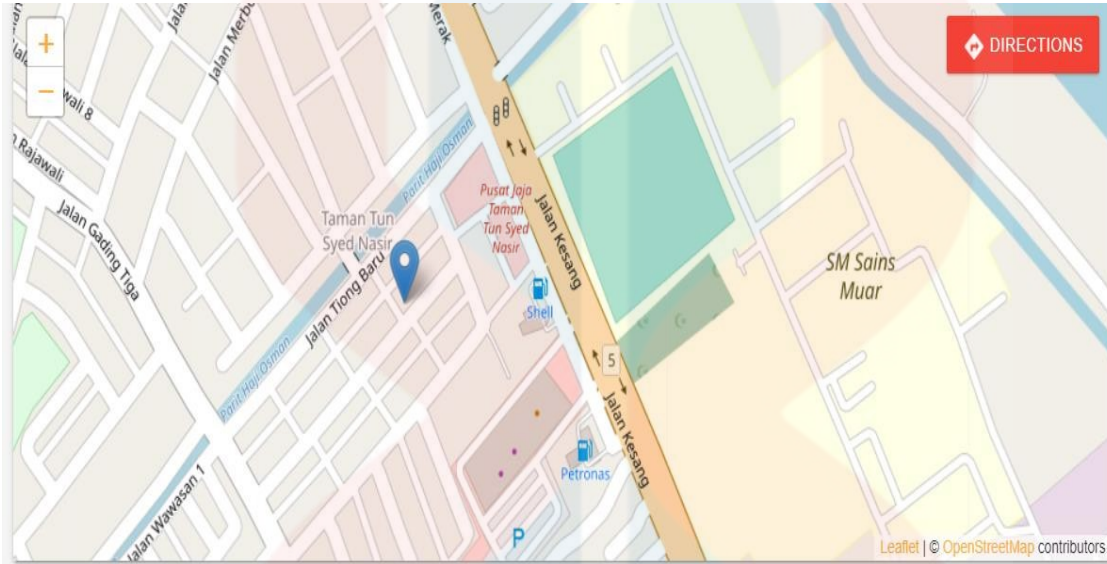 Merak
Jalan Merbo
+
−
DIRECTIONS
wali 8
Rajawali
Parit Haji Osman
Jalan Gading Tiga
Taman Tun
Syed Nasir
Pusat Jaja
Taman
Tun Syed
Nasir
Jalan Kesang
Jalan Tiong Baru
SM Sains
Muar
Shell
Parit Haji Osman
5
Jalan Kesang
Petronas
Jalan Wawasan 1
P
Leaflet | © OpenStreetMap contributors